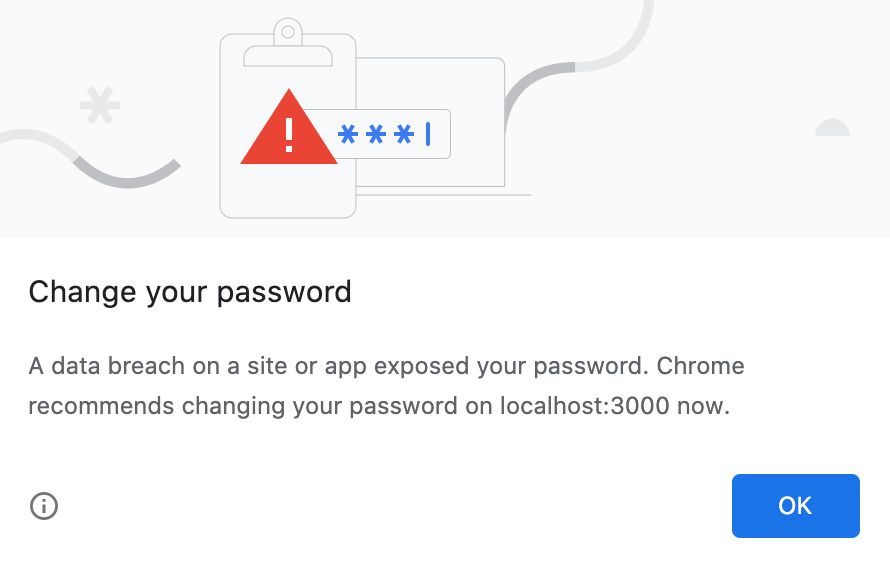 ***
Change your password
A data breach on a site or app exposed your password. Chrome
recommends changing your password on localhost:3000 now.
OK